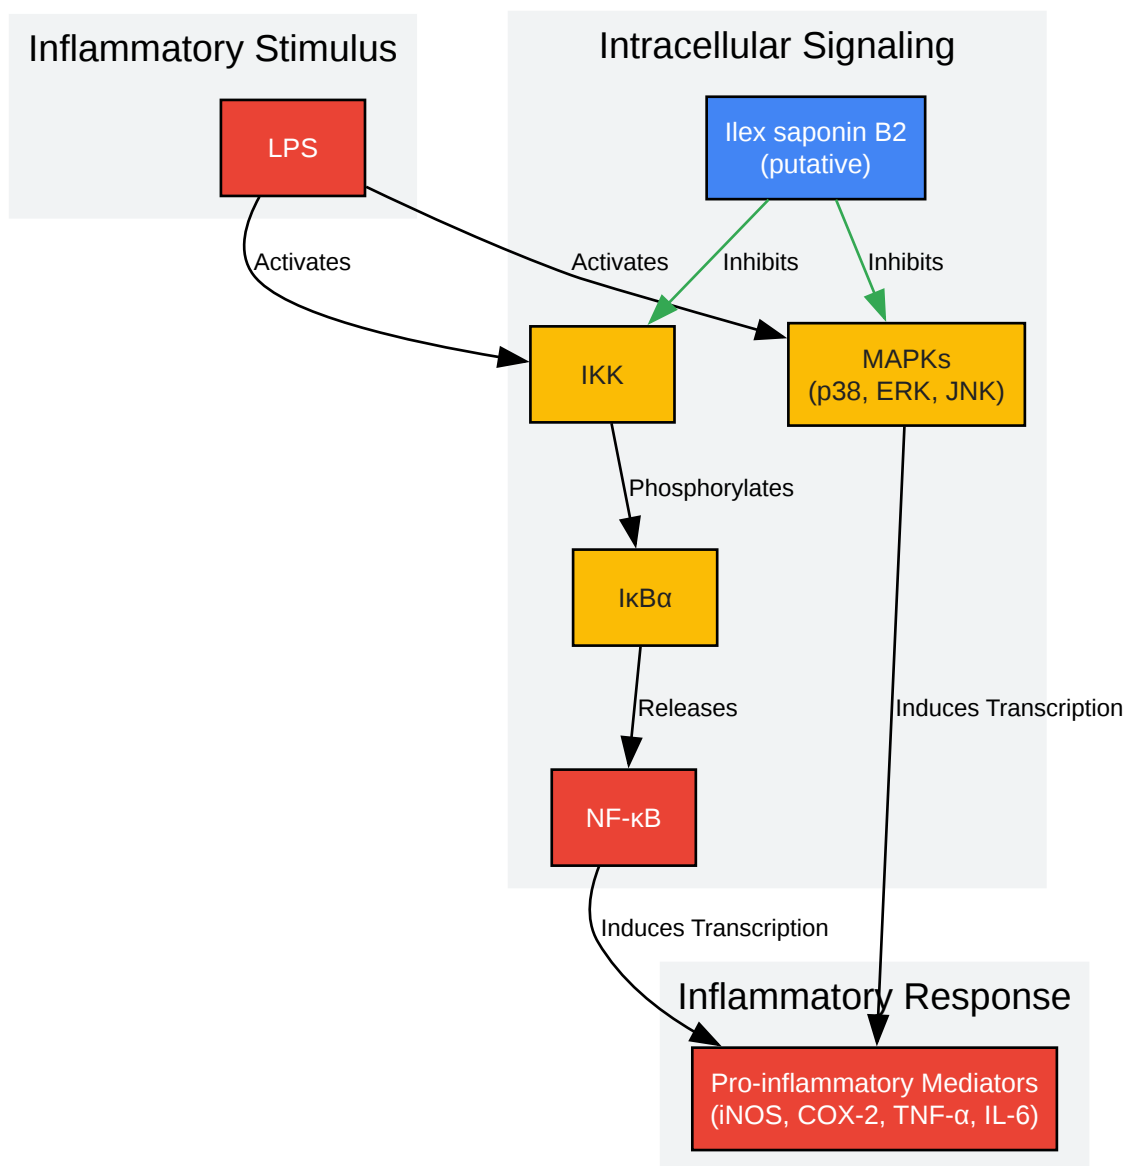 Inflammatory Stimulus
Intracellular Signaling
LPS
Ilex saponin B2
(putative)
Activates
Activates
Inhibits
Inhibits
IKK
MAPKs
(p38, ERK, JNK)
Phosphorylates
IκBα
Releases
Induces Transcription
NF-κB
Induces Transcription
Inflammatory Response
Pro-inflammatory Mediators
(iNOS, COX-2, TNF-α, IL-6)